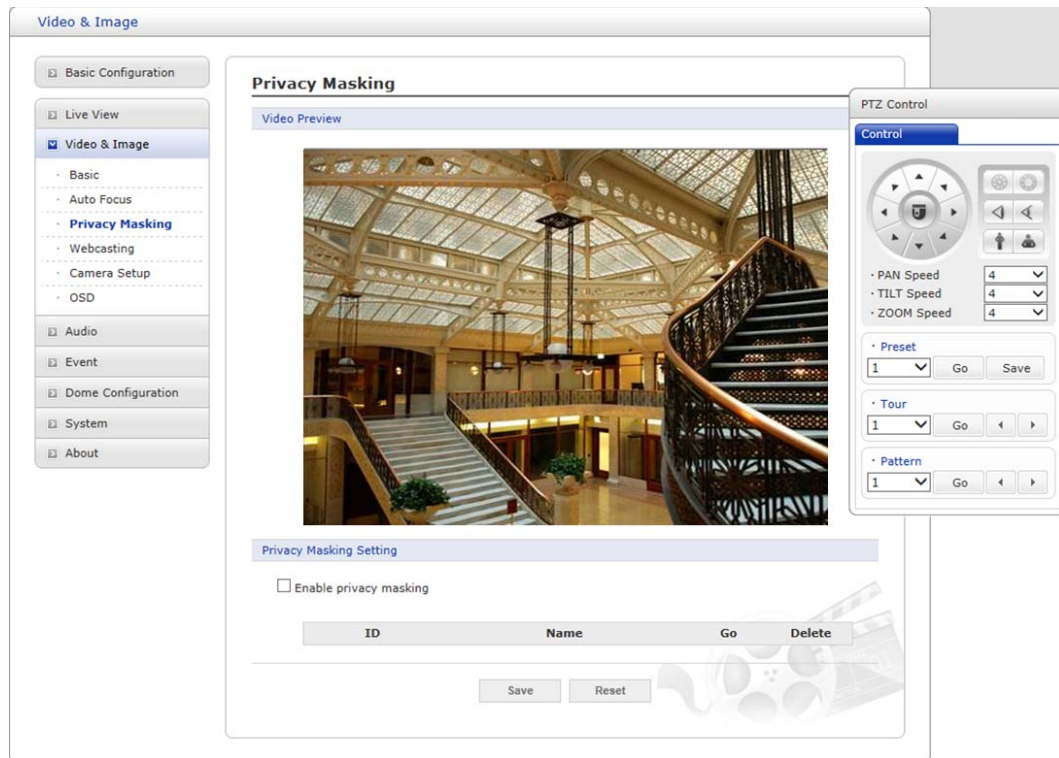 Video & Image
Basic Configuration
Live View
Video & Image
Basic
Auto Focus
Privacy Masking
Webcasting
Camera Setup
OSD
Audio
Event
Dome Configuration
System
About
Privacy Masking
Video Preview
Privacy Masking Setting
Enable privacy masking
ID Name Go Delete
Save Reset
PTZ Control
Control
· PAN Speed 4
· TILT Speed 4
· ZOOM Speed 4
· Preset
1 Go Save
· Tour
1 Go
· Pattern
1 Go